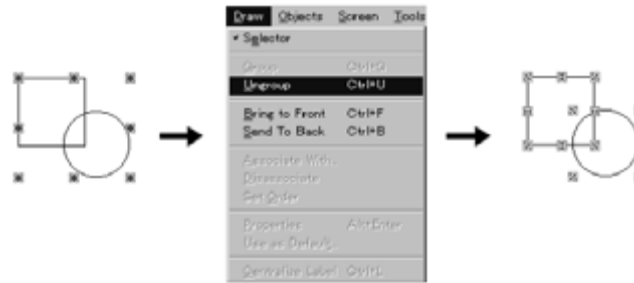 Draw Objects Screen Tools
Selector
Group Ctrl+G
Ungroup Ctrl+U
Bring to Front Ctrl+F
Send To Back Ctrl+B
Associate With...
Disassociate
Set Order
Properties Alt+Enter
Use as Default...
Centralize Label Ctrl+L